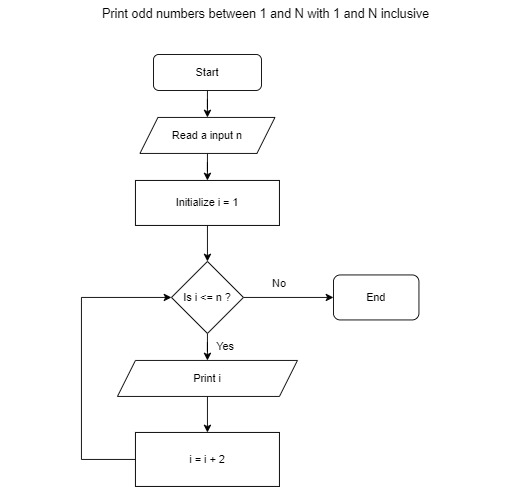 Print odd numbers between 1 and N with 1 and N inclusive
Start
Read a input n
Initialize i = 1
Is i <= n ?
No
End
Yes
Print i
i = i + 2